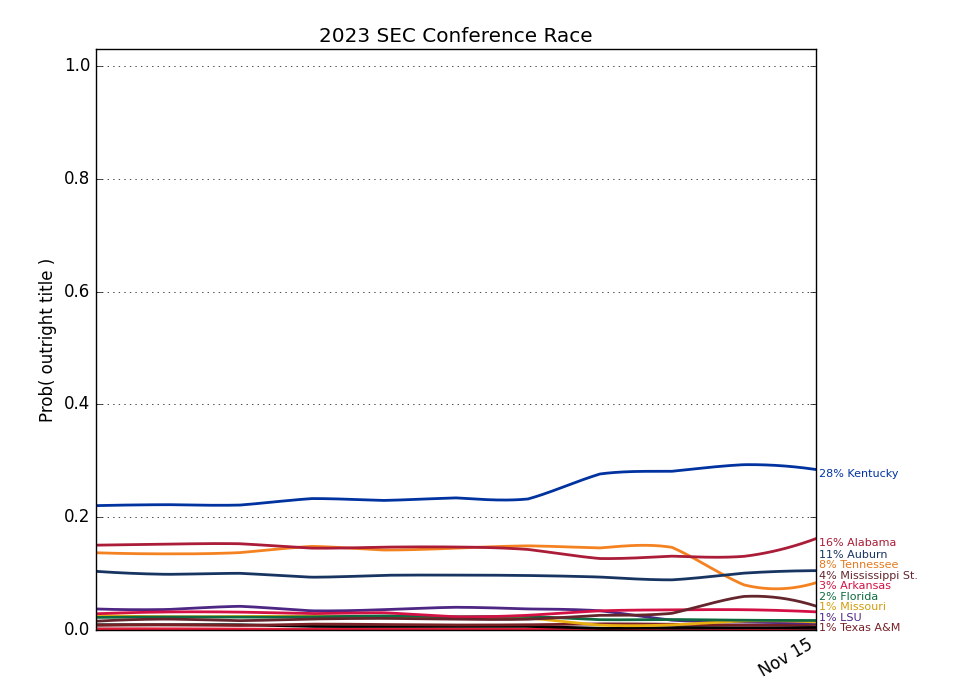 2023 SEC Conference Race
Prob( outright title )
1.0
0.8
0.6
0.4
0.2
0.0
28% Kentucky
16% Alabama
11% Auburn
8% Tennessee
4% Mississippi St.
3% Arkansas
2% Florida
1% Missouri
1% LSU
1% Texas A&M
Nov 15